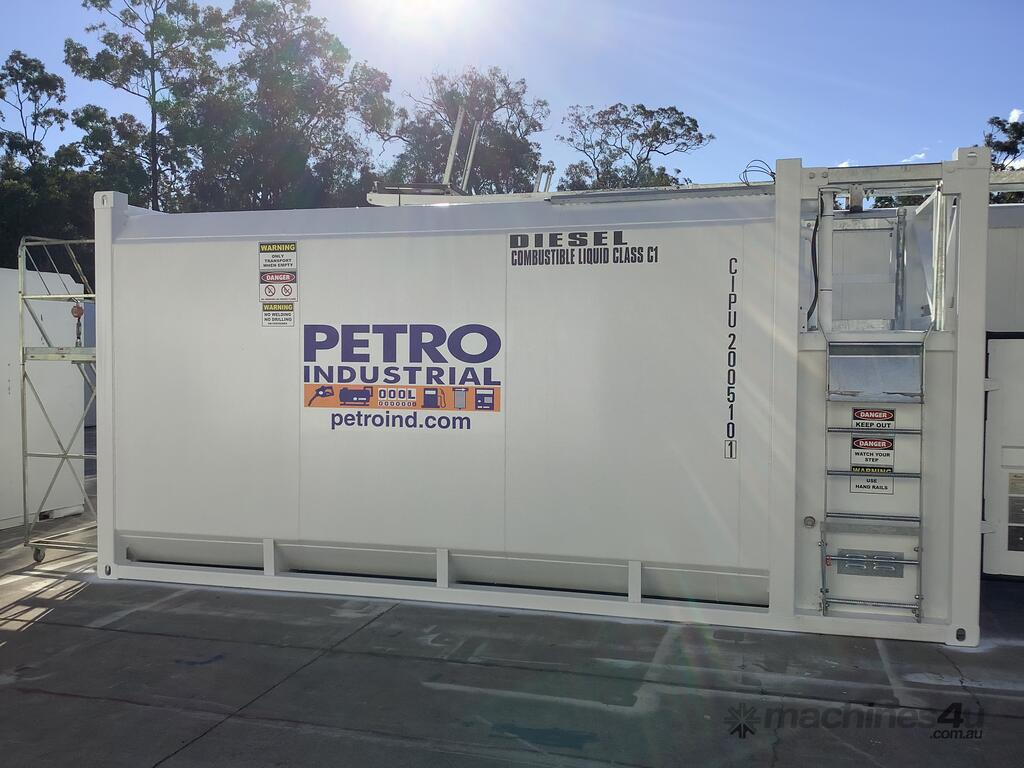 WARNING
ONLY
TRANSPORT
WHEN EMPTY
DANGER
WARNING
NO WELDING
NO DRILLING
PETRO
INDUSTRIAL
000L
petroind.com
DIESEL
COMBUSTIBLE LIQUID CLASS C1
CIPU 200510 1
DANGER
KEEP OUT
DANGER
WATCH YOUR
STEP
WARNING
USE
HAND RAILS
machines4u
.com.au